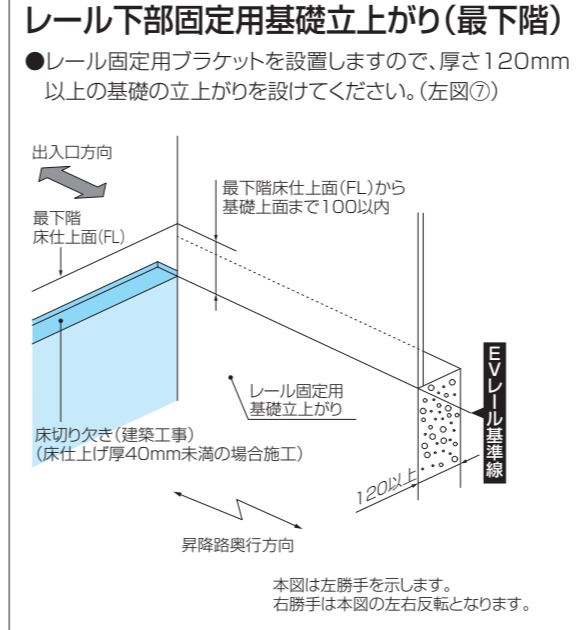 レール下部固定用基礎立上がり(最下階)
●レール固定用ブラケットを設置しますので、厚さ120mm
以上の基礎の立上がりを設けてください。(左図⑦)
出入口方向
最下階
床仕上面(FL)
最下階床仕上面(FL)から
基礎上面まで100以内
レール固定用
基礎立上がり
EVレール基準線
床切り欠き(建築工事)
(床仕上げ厚40mm未満の場合施工)
120以上
昇降路奥行方向
本図は左勝手を示します。
右勝手は本図の左右反転となります。